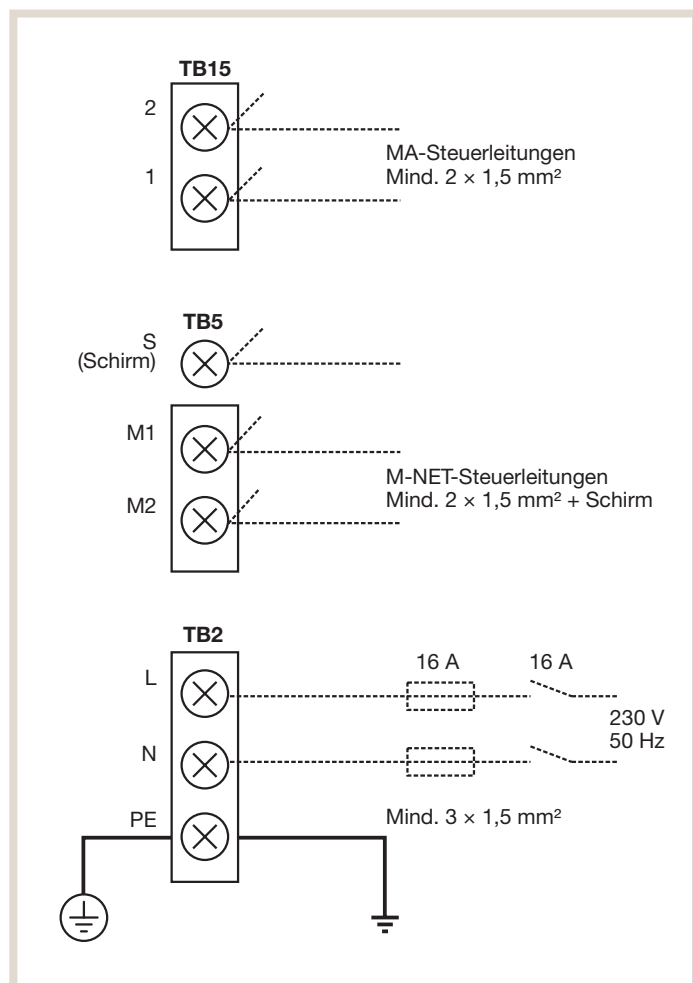 TB15
2
1
MA-Steuerleitungen
Mind. 2 × 1,5 mm²
TB5
S
(Schirm)
M1
M2
M-NET-Steuerleitungen
Mind. 2 × 1,5 mm² + Schirm
TB2
L
16 A
16 A
230 V
50 Hz
N
PE
Mind. 3 × 1,5 mm²